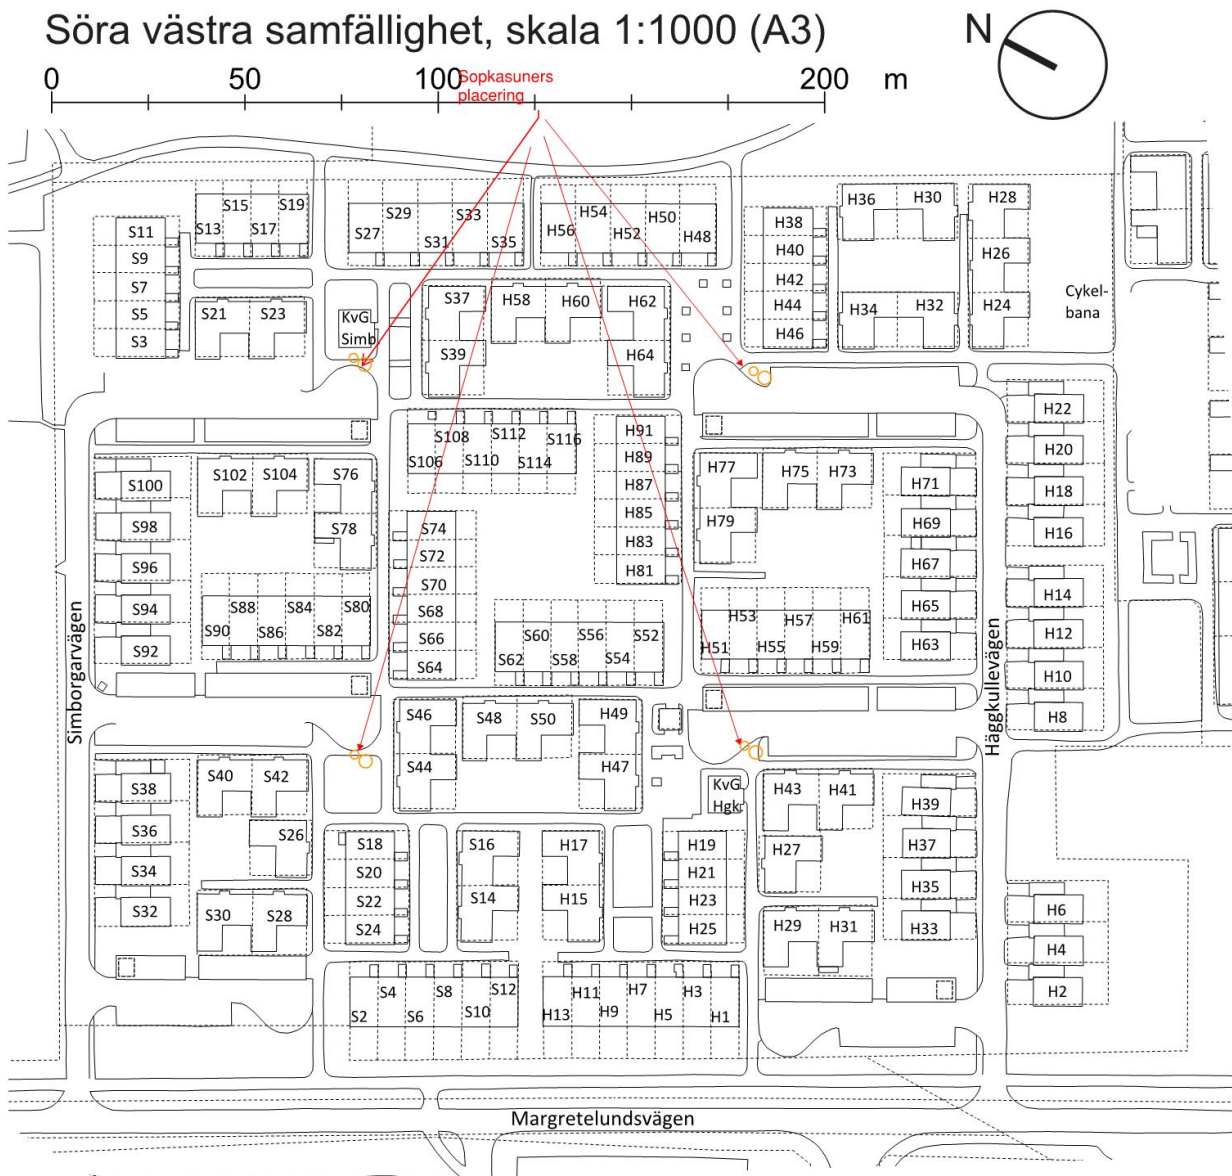 Söra västra samfällighet, skala 1:1000 (A3)
N
0 50 100 200 m
Sopkasuners
placering
S15 S19
S13 S17
S11
S9
S7
S5
S3
S21 S23
S29 S33
S27 S31 S35
H54 H50
H56 H52 H48
H38
H40
H42
H44
H46
H36 H30
H34 H32
H28
H26
H24
Cykel-
bana
KvG
Simb
S37 H58 H60 H62
S39 H64
S108 S112 S116
S106 S110 S114
H91
H89
H87
H85
H83
H81
H77 H75 H73
H79
H71
H69
H67
H65
H63
H22
H20
H18
H16
H14
H12
H10
H8
S100
S98
S96
S94
S92
S102 S104 S76
S78
S88 S84 S80
S90 S86 S82
S74
S72
S70
S68
S66
S64
S60 S56 S52
S62 S58 S54
H53 H57 H61
H51 H55 H59
Simborgarvägen
Häggkullevägen
S46 S48 S50 H49
S44 H47
KvG
Hgk
S38
S36
S34
S32
S40 S42
S26
S30 S28
S18
S20
S22
S24
S16 H17
S14 H15
H19
H21
H23
H25
H43 H41
H27
H29 H31
H39
H37
H35
H33
H6
H4
H2
S4 S8 S12
S2 S6 S10
H11 H7 H3
H13 H9 H5 H1
Margretelundsvägen